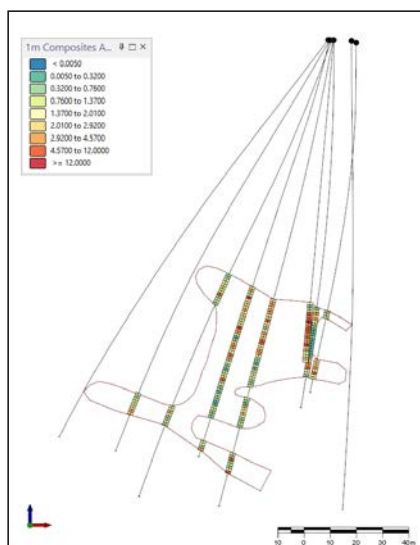 1m Composites A...
< 0.0050
0.0050 to 0.3200
0.3200 to 0.7600
0.7600 to 1.3700
1.3700 to 2.0100
2.0100 to 2.9200
2.9200 to 4.5700
4.5700 to 12.0000
>= 12.0000
10 0 10 20 30 40m